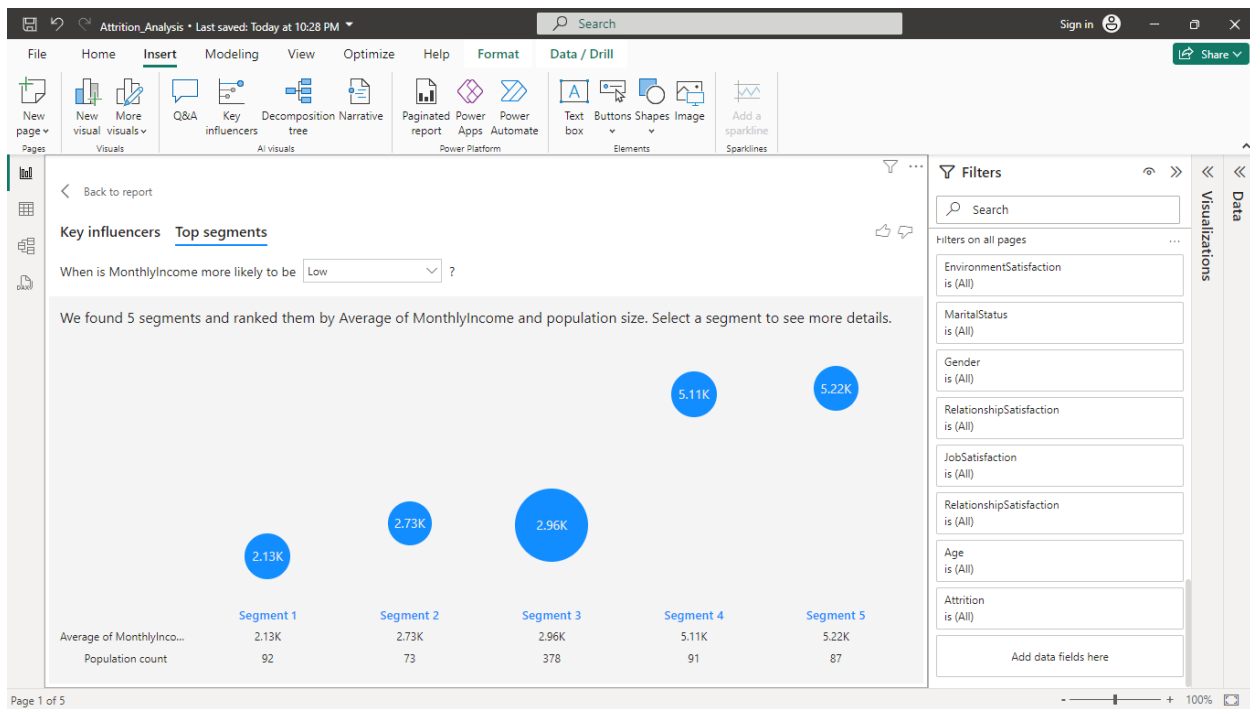 Attrition_Analysis • Last saved: Today at 10:28 PM
Search
Sign in
File Home Insert Modeling View Optimize Help Format Data / Drill
Share
New page
New visual
More visuals
Q&A
Key influencers
Decomposition tree
Narrative
Paginated report
Power Apps
Power Automate
Text box
Buttons
Shapes
Image
Add a sparkline
Pages
Visuals
AI visuals
Power Platform
Elements
Sparklines
Back to report
Key influencers Top segments
When is MonthlyIncome more likely to be Low ?
We found 5 segments and ranked them by Average of MonthlyIncome and population size. Select a segment to see more details.
5.11K
5.22K
2.73K
2.96K
2.13K
Segment 1 Segment 2 Segment 3 Segment 4 Segment 5
Average of MonthlyInco... 2.13K 2.73K 2.96K 5.11K 5.22K
Population count 92 73 378 91 87
Filters
Search
Filters on all pages
...
EnvironmentSatisfaction
is (All)
MaritalStatus
is (All)
Gender
is (All)
RelationshipSatisfaction
is (All)
JobSatisfaction
is (All)
RelationshipSatisfaction
is (All)
Age
is (All)
Attrition
is (All)
Add data fields here
Visualizations
Data
Page 1 of 5
- + 100%